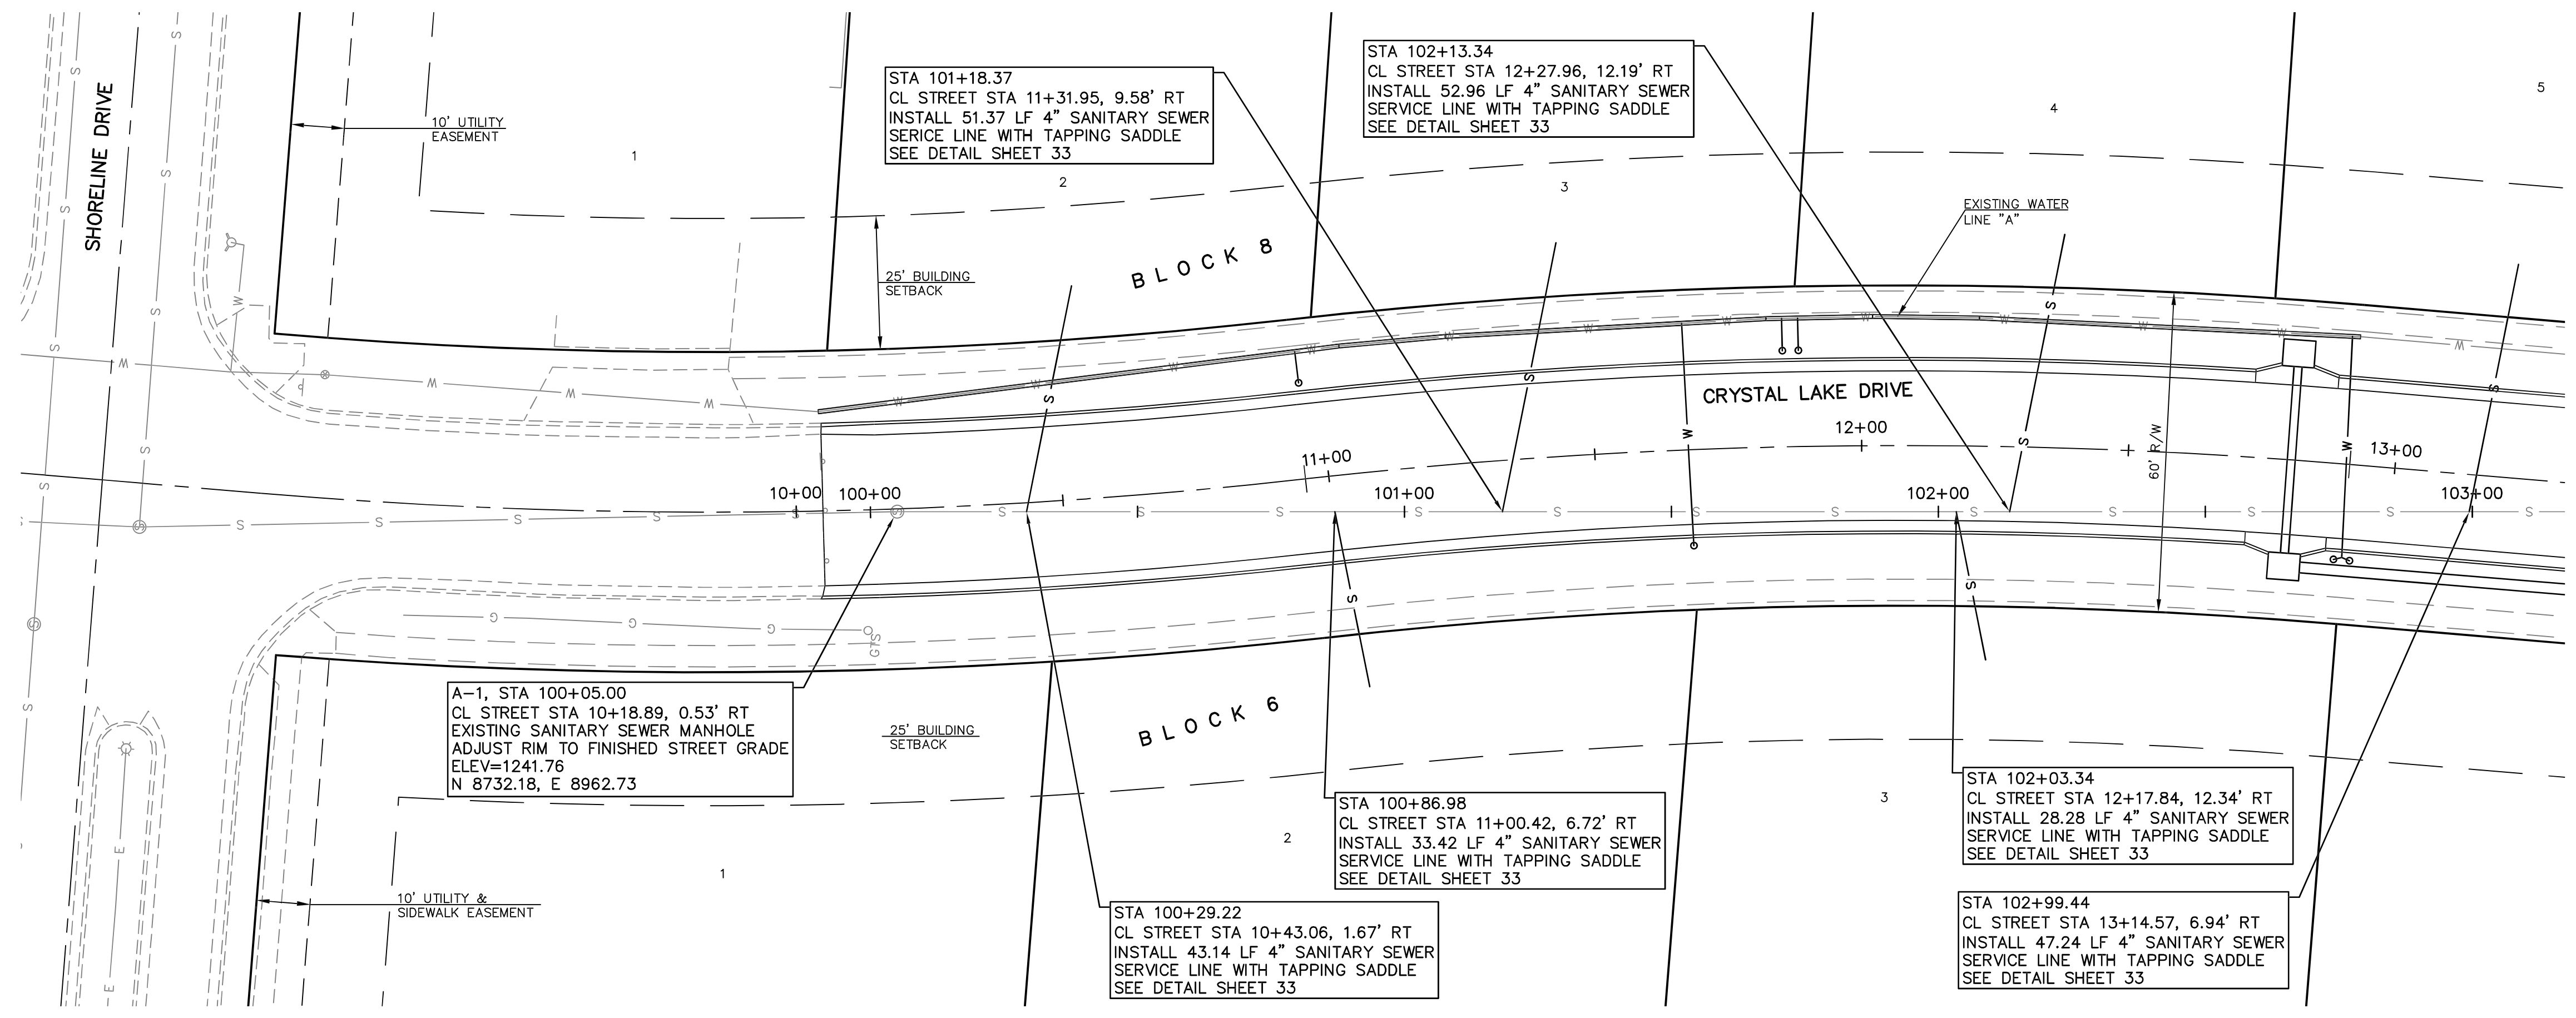 SHORELINE DRIVE
10' UTILITY
EASEMENT
1
STA 101+18.37
CL STREET STA 11+31.95, 9.58' RT
INSTALL 51.37 LF 4" SANITARY SEWER
SERICE LINE WITH TAPPING SADDLE
SEE DETAIL SHEET 33
2
STA 102+13.34
CL STREET STA 12+27.96, 12.19' RT
INSTALL 52.96 LF 4" SANITARY SEWER
SERVICE LINE WITH TAPPING SADDLE
SEE DETAIL SHEET 33
3
4
5
EXISTING WATER
LINE "A"
BLOCK 8
25' BUILDING
SETBACK
CRYSTAL LAKE DRIVE
60' R/W
10+00
11+00
12+00
13+00
100+00
101+00
102+00
103+00
S S S S S S S S S S S S S S S S S
W W W W W W W W W W W W W W W W
G G G
GTS
A-1, STA 100+05.00
CL STREET STA 10+18.89, 0.53' RT
EXISTING SANITARY SEWER MANHOLE
ADJUST RIM TO FINISHED STREET GRADE
ELEV=1241.76
N 8732.18, E 8962.73
25' BUILDING
SETBACK
BLOCK 6
1
2
3
10' UTILITY &
SIDEWALK EASEMENT
E
E
STA 100+86.98
CL STREET STA 11+00.42, 6.72' RT
INSTALL 33.42 LF 4" SANITARY SEWER
SERVICE LINE WITH TAPPING SADDLE
SEE DETAIL SHEET 33
STA 100+29.22
CL STREET STA 10+43.06, 1.67' RT
INSTALL 43.14 LF 4" SANITARY SEWER
SERVICE LINE WITH TAPPING SADDLE
SEE DETAIL SHEET 33
STA 102+03.34
CL STREET STA 12+17.84, 12.34' RT
INSTALL 28.28 LF 4" SANITARY SEWER
SERVICE LINE WITH TAPPING SADDLE
SEE DETAIL SHEET 33
STA 102+99.44
CL STREET STA 13+14.57, 6.94' RT
INSTALL 47.24 LF 4" SANITARY SEWER
SERVICE LINE WITH TAPPING SADDLE
SEE DETAIL SHEET 33